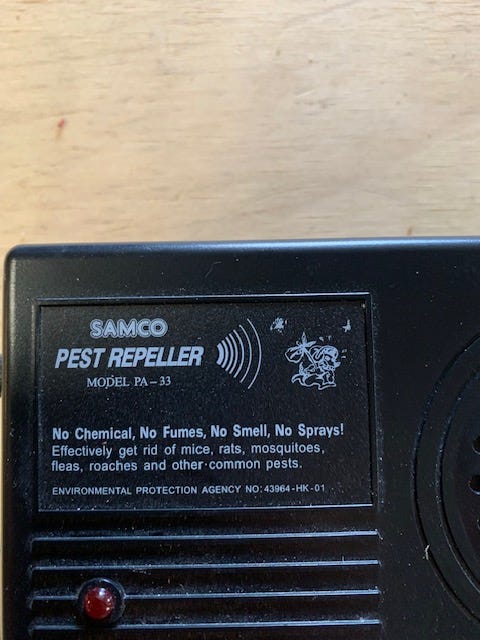 SAMCO
PEST REPELLER
MODEL PA-33
No Chemical, No Fumes, No Smell, No Sprays!
Effectively get rid of mice, rats, mosquitoes,
fleas, roaches and other common pests.
ENVIRONMENTAL PROTECTION AGENCY NO: 43964-HK-01